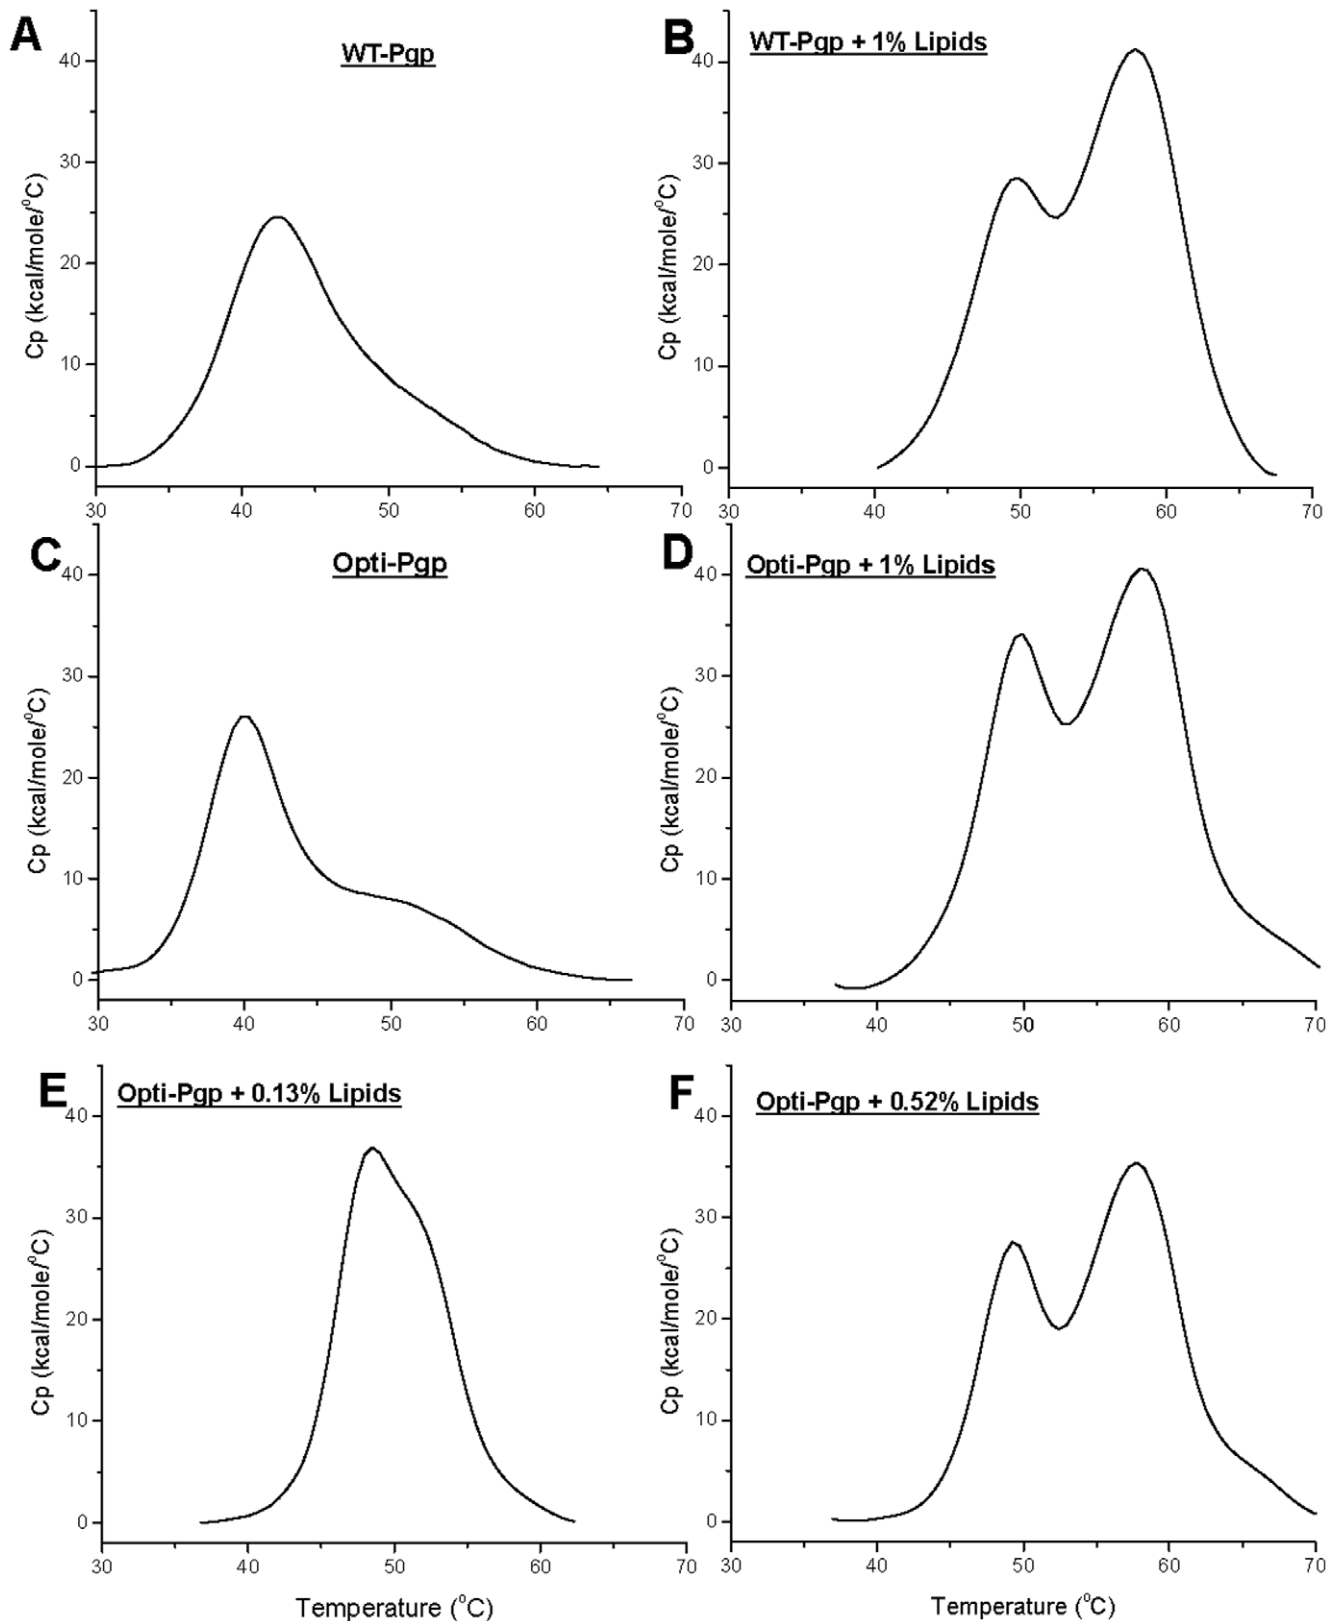 A
WT-Pgp
Cp (kcal/mole/°C)
40
30
20
10
0
30 40 50 60 70
B
WT-Pgp + 1% Lipids
Cp (kcal/mole/°C)
40
30
20
10
0
30 40 50 60 70
C
Opti-Pgp
Cp (kcal/mole/°C)
40
30
20
10
0
30 40 50 60 70
D
Opti-Pgp + 1% Lipids
Cp (kcal/mole/°C)
40
30
20
10
0
30 40 50 60 70
E
Opti-Pgp + 0.13% Lipids
Cp (kcal/mole/°C)
40
30
20
10
0
30 40 50 60 70
Temperature (°C)
F
Opti-Pgp + 0.52% Lipids
Cp (kcal/mole/°C)
40
30
20
10
0
30 40 50 60 70
Temperature (°C)